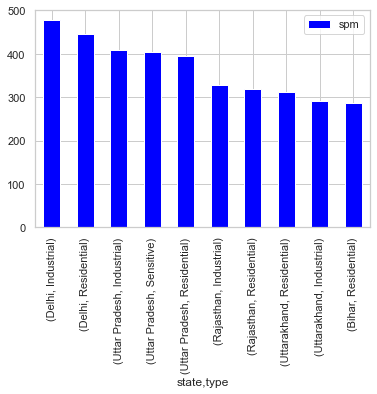 500
400
300
200
100
0
spm
(Delhi, Industrial)
(Delhi, Residential)
(Uttar Pradesh, Industrial)
(Uttar Pradesh, Sensitive)
(Uttar Pradesh, Residential)
(Rajasthan, Industrial)
(Rajasthan, Residential)
(Uttarakhand, Residential)
(Uttarakhand, Industrial)
(Bihar, Residential)
state,type